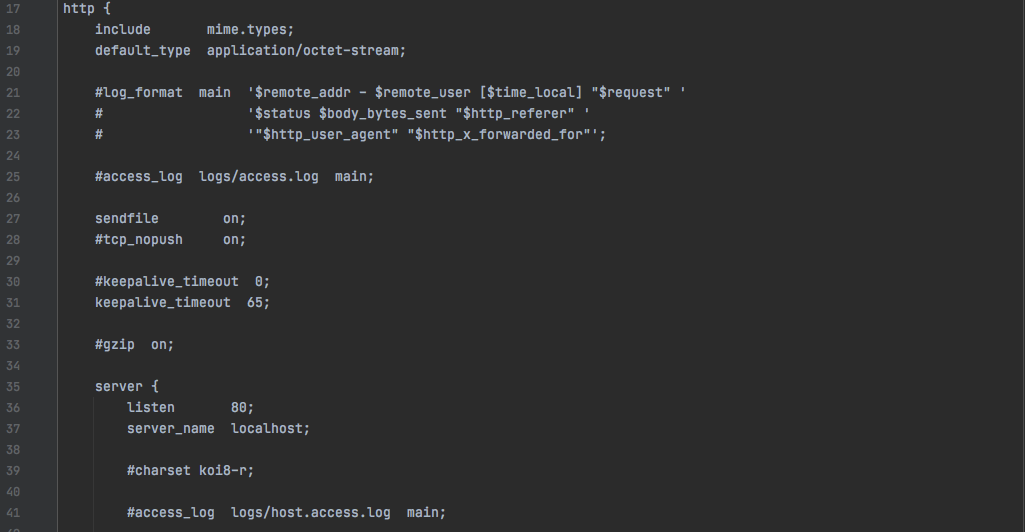 17 http {
18     include       mime.types;
19     default_type  application/octet-stream;
20
21     #log_format  main  '$remote_addr - $remote_user [$time_local] "$request" '
22     #                  '$status $body_bytes_sent "$http_referer" '
23     #                  '"$http_user_agent" "$http_x_forwarded_for"';
24
25     #access_log  logs/access.log  main;
26
27     sendfile        on;
28     #tcp_nopush     on;
29
30     #keepalive_timeout  0;
31     keepalive_timeout  65;
32
33     #gzip  on;
34
35     server {
36         listen       80;
37         server_name  localhost;
38
39         #charset koi8-r;
40
41         #access_log  logs/host.access.log  main;